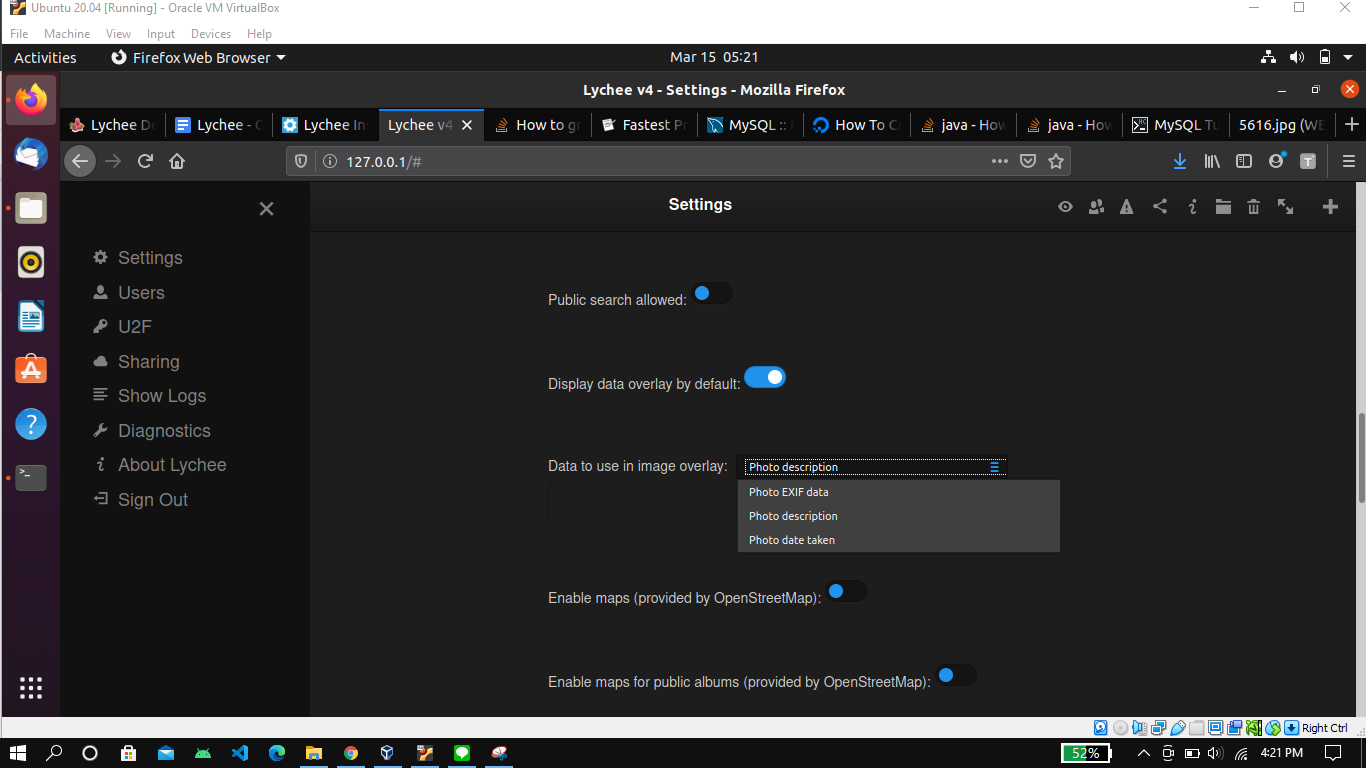 Ubuntu 20.04 [Running] - Oracle VM VirtualBox
File Machine View Input Devices Help
Activities Firefox Web Browser Mar 15 05:21
Lychee v4 - Settings - Mozilla Firefox
Lychee Do Lychee - Lychee In Lychee v4 How to gr Fastest P MySQL :: How To C java - How java - How MySQL Tu 5616.jpg (WE
127.0.0.1/#
T
Settings
Settings
Users
U2F
Sharing
Show Logs
Diagnostics
About Lychee
Sign Out
Public search allowed:
Display data overlay by default:
Data to use in image overlay: Photo description
Photo EXIF data
Photo description
Photo date taken
Enable maps (provided by OpenStreetMap):
Enable maps for public albums (provided by OpenStreetMap):
Right Ctrl
52% 4:21 PM